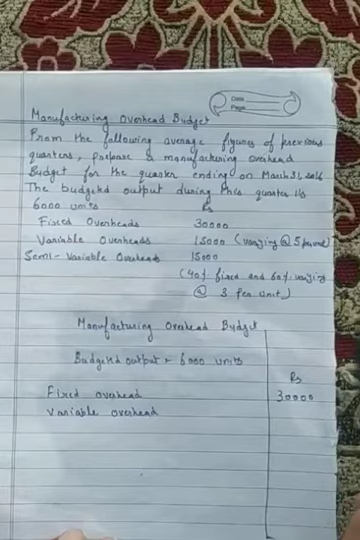 Date
Page
Manufacturing Overhead Budget
From the following average figures of previous
quarters, prepare a manufacturing overhead
Budget for the quarter ending on March 31, 2016
The budgeted output during this quarter is
6000 units Rs
Fixed Overheads 30000
Variable Overheads 15000 (varying @ 5 per unit)
Semi-Variable Overheads 15000
(40% fixed and 60% varying
@ 3 per unit)
Manufacturing Overhead Budget
Budgeted output = 6000 units
Rs
Fixed overhead 30000
Variable overhead